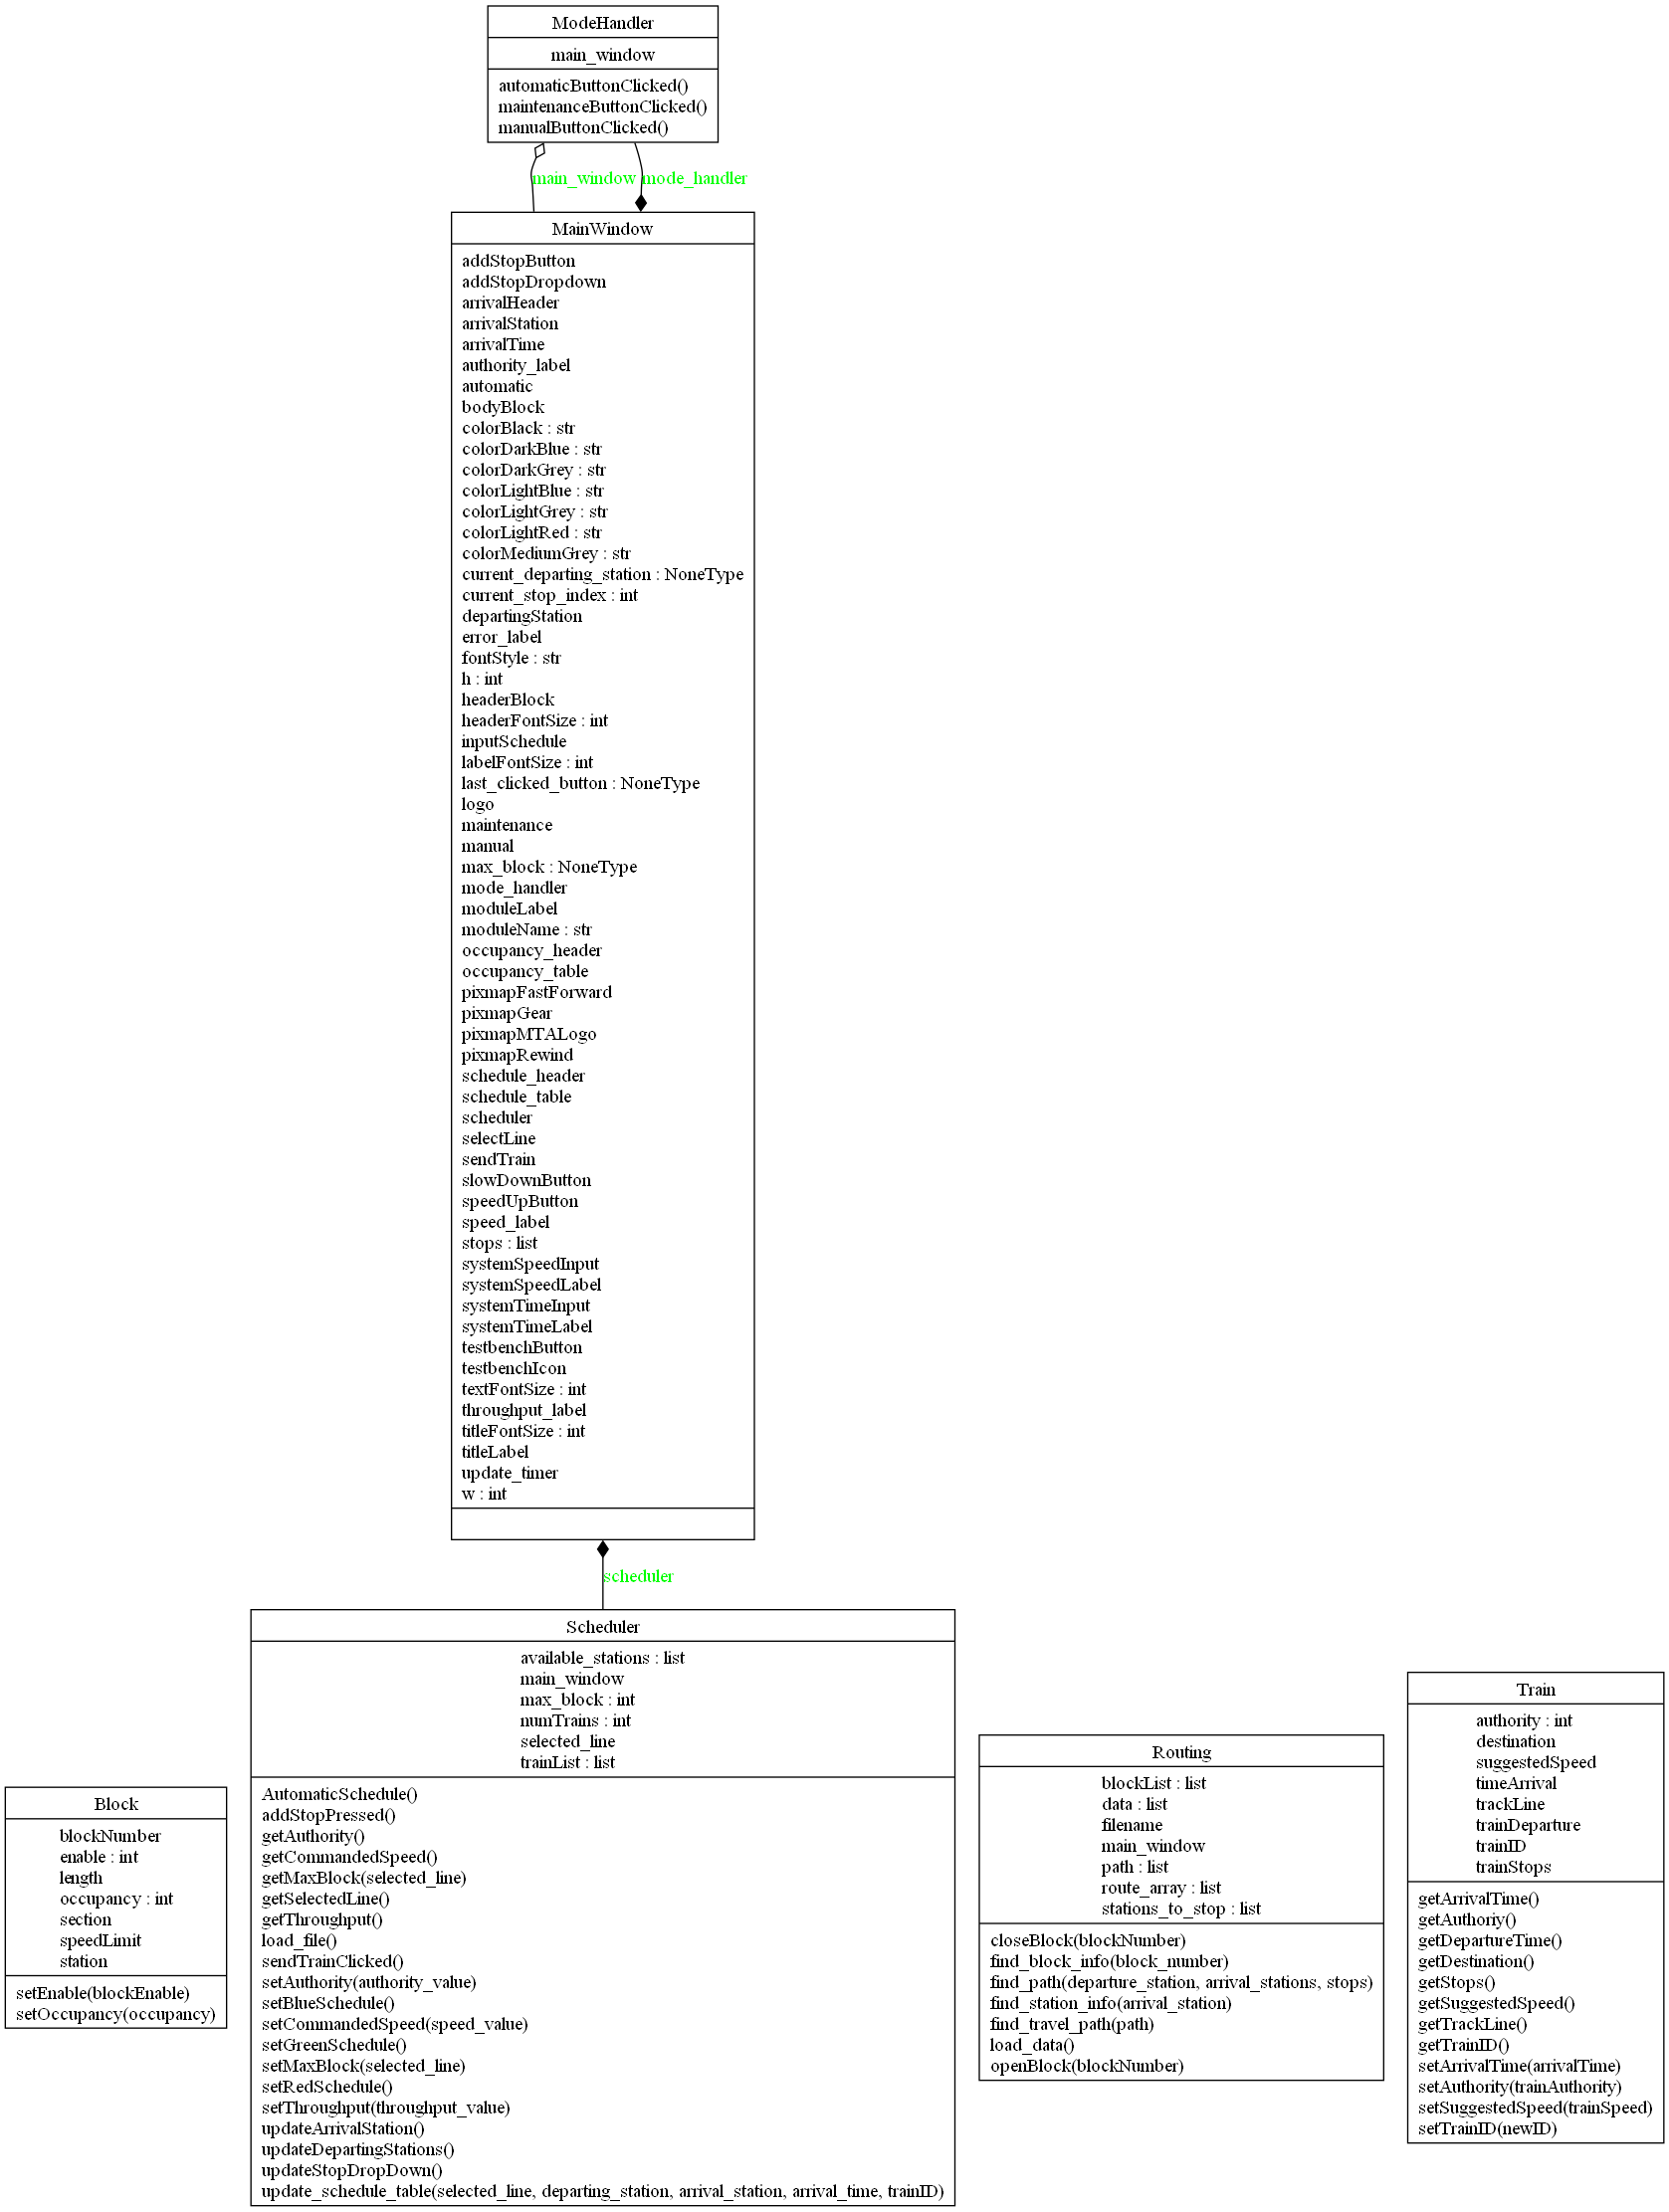 ModeHandler
main_window
automaticButtonClicked()
maintenanceButtonClicked()
manualButtonClicked()
main_window
mode_handler
MainWindow
addStopButton
addStopDropdown
arrivalHeader
arrivalStation
arrivalTime
authority_label
automatic
bodyBlock
colorBlack : str
colorDarkBlue : str
colorDarkGrey : str
colorLightBlue : str
colorLightGrey : str
colorLightRed : str
colorMediumGrey : str
current_departing_station : NoneType
current_stop_index : int
departingStation
error_label
fontStyle : str
h : int
headerBlock
headerFontSize : int
inputSchedule
labelFontSize : int
last_clicked_button : NoneType
logo
maintenance
manual
max_block : NoneType
mode_handler
moduleLabel
moduleName : str
occupancy_header
occupancy_table
pixmapFastForward
pixmapGear
pixmapMTALogo
pixmapRewind
schedule_header
schedule_table
scheduler
selectLine
sendTrain
slowDownButton
speedUpButton
speed_label
stops : list
systemSpeedInput
systemSpeedLabel
systemTimeInput
systemTimeLabel
testbenchButton
testbenchIcon
textFontSize : int
throughput_label
titleFontSize : int
titleLabel
update_timer
w : int
scheduler
Block
blockNumber
enable : int
length
occupancy : int
section
speedLimit
station
setEnable(blockEnable)
setOccupancy(occupancy)
Scheduler
available_stations : list
main_window
max_block : int
numTrains : int
selected_line
trainList : list
AutomaticSchedule()
addStopPressed()
getAuthority()
getCommandedSpeed()
getMaxBlock(selected_line)
getSelectedLine()
getThroughput()
load_file()
sendTrainClicked()
setAuthority(authority_value)
setBlueSchedule()
setCommandedSpeed(speed_value)
setGreenSchedule()
setMaxBlock(selected_line)
setRedSchedule()
setThroughput(throughput_value)
updateArrivalStation()
updateDepartingStations()
updateStopDropDown()
update_schedule_table(selected_line, departing_station, arrival_station, arrival_time, trainID)
Routing
blockList : list
data : list
filename
main_window
path : list
route_array : list
stations_to_stop : list
closeBlock(blockNumber)
find_block_info(block_number)
find_path(departure_station, arrival_stations, stops)
find_station_info(arrival_station)
find_travel_path(path)
load_data()
openBlock(blockNumber)
Train
authority : int
destination
suggestedSpeed
timeArrival
trackLine
trainDeparture
trainID
trainStops
getArrivalTime()
getAuthoriy()
getDepartureTime()
getDestination()
getStops()
getSuggestedSpeed()
getTrackLine()
getTrainID()
setArrivalTime(arrivalTime)
setAuthority(trainAuthority)
setSuggestedSpeed(trainSpeed)
setTrainID(newID)